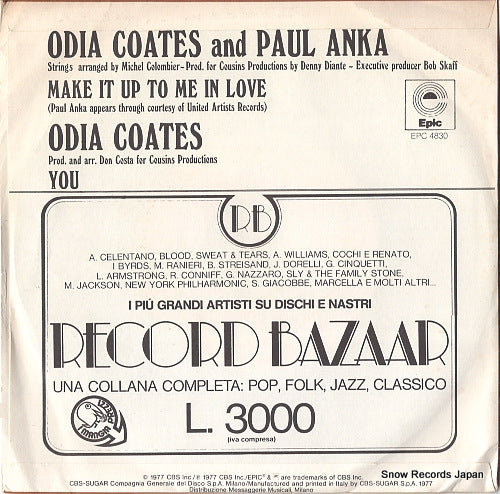 ODIA COATES and PAUL ANKA
Strings arranged by Michel Colombier-Prod. for Cousins Productions by Denny Diante - Executive producer Bob Skaff
MAKE IT UP TO ME IN LOVE
(Paul Anka appears through courtesy of United Artists Records)
Epic
EPC 4830
ODIA COATES
Prod. and arr. Don Costa for Cousins Productions
YOU
RB
A. CELENTANO, BLOOD, SWEAT & TEARS, A. WILLIAMS, COCHI E RENATO,
I BYRDS, M. RANIERI, B. STREISAND, J. DORELLI, G. CINQUETTI,
L. ARMSTRONG, R. CONNIFF, G. NAZZARO, SLY & THE FAMILY STONE,
M. JACKSON, NEW YORK PHILHARMONIC, S. GIACOBBE, MARCELLA E MOLTI ALTRI...
I PIÚ GRANDI ARTISTI SU DISCHI E NASTRI
RECORD BAZAAR
UNA COLLANA COMPLETA: POP, FOLK, JAZZ, CLASSICO
MANGIA
PREZZI
L. 3000
(iva compresa)
© 1977 CBS Inc / ℗ 1977 CBS Inc./EPIC® & are trademarks of CBS Inc.
CBS-SUGAR Compagnia Generale del Disco S.p.A. Milano/Manufactured and printed in Italy by CBS-SUGAR S.p.A. 1977
Distribuzione Messaggerie Musicali, Milano
Snow Records Japan